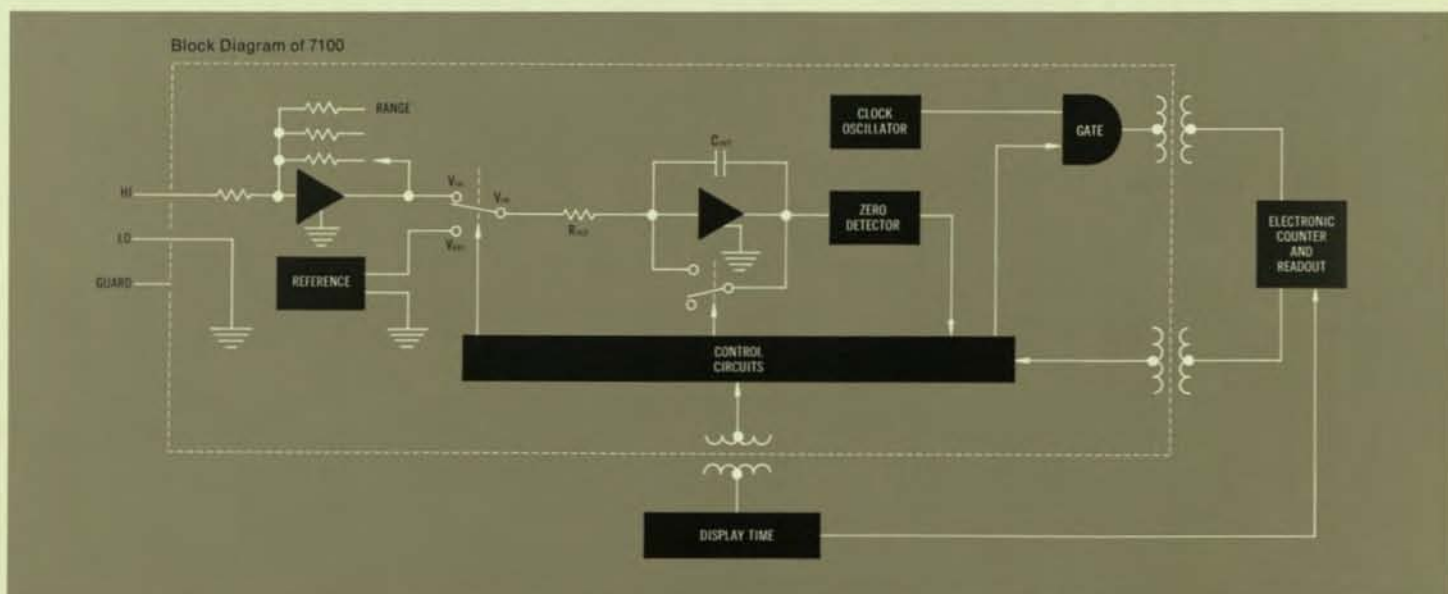 Block Diagram of 7100
RANGE
HI
LO
GUARD
REFERENCE
R
C
CLOCK
OSCILLATOR
GATE
ZERO
DETECTOR
ELECTRONIC
COUNTER
AND
READOUT
CONTROL
CIRCUITS
DISPLAY TIME